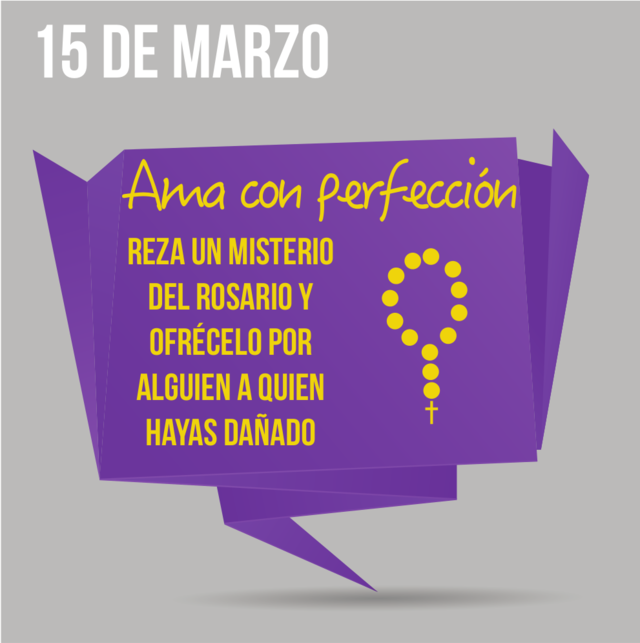 15 DE MARZO
Ama con perfección
REZA UN MISTERIO
DEL ROSARIO Y
OFRÉCELO POR
ALGUIEN A QUIEN
HAYAS DAÑADO